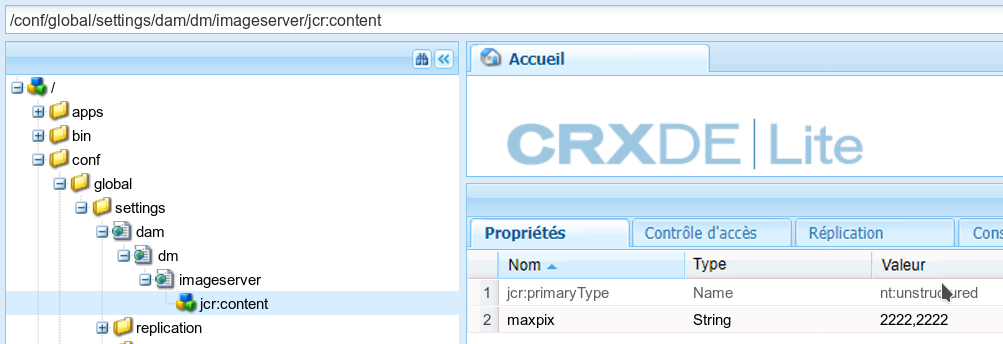 /conf/global/settings/dam/dm/imageserver/jcr:content
/
apps
bin
conf
global
settings
dam
dm
imageserver
jcr:content
replication
Accueil
CRXDE Lite
Propriétés Contrôle d'accès Réplication Cons
Nom Type Valeur
1 jcr:primaryType Name nt:unstructured
2 maxpix String 2222,2222